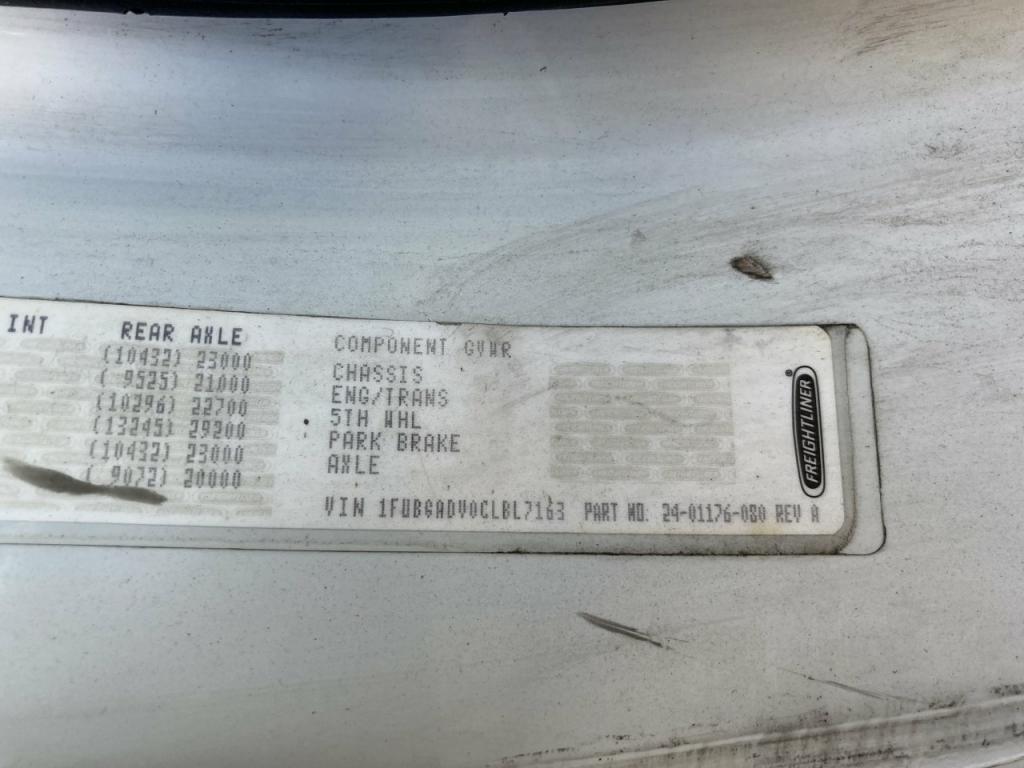 INT REAR AXLE COMPONENT GVWR
(10432) 23000 CHASSIS
( 9525) 21000 ENG/TRANS
(10296) 22700 5TH WHL
(13245) 29200 PARK BRAKE
(10432) 23000 AXLE
( 9072) 20000
VIN 1FUBGADV0CLBL7163 PART NO. 24-01176-080 REV A
FREIGHTLINER®